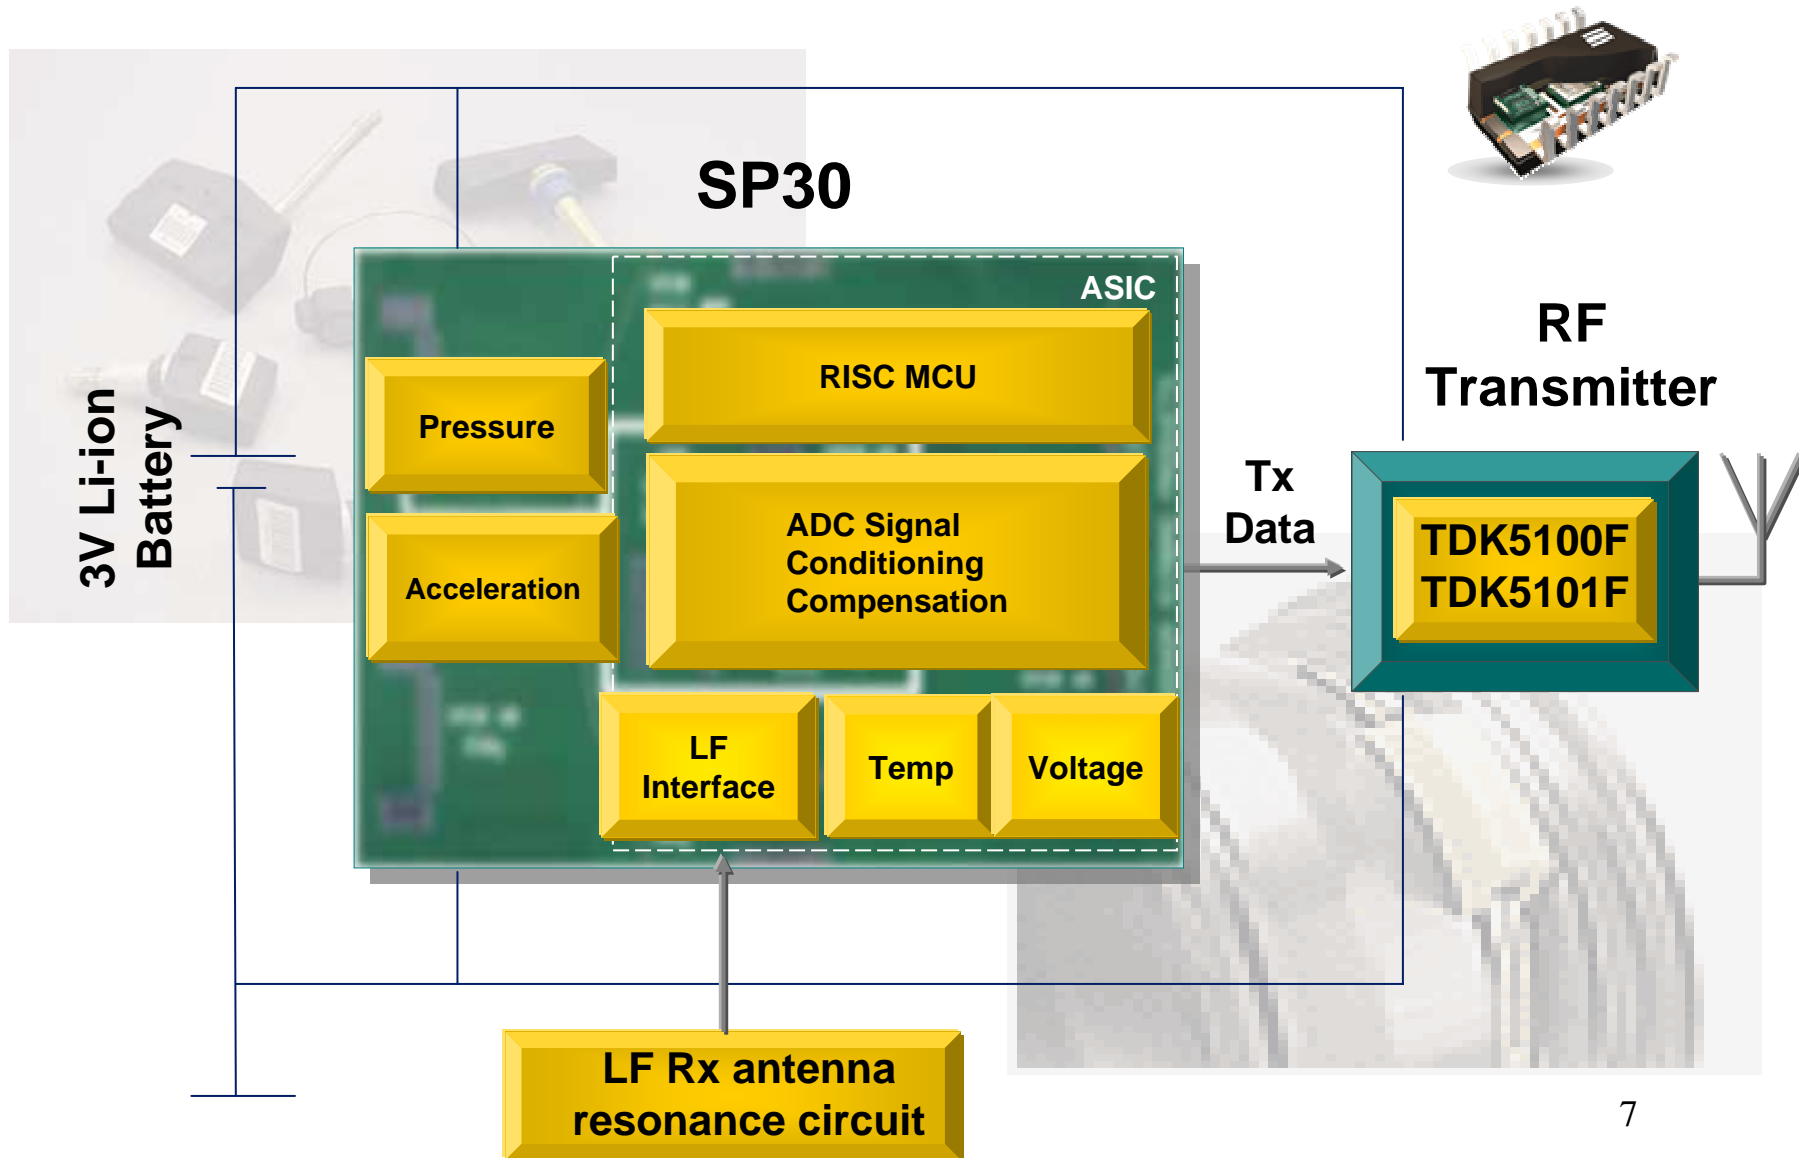 SP30
ASIC
RISC MCU
Pressure
ADC Signal
Conditioning
Compensation
Acceleration
LF
Interface
Temp
Voltage
3V Li-ion
Battery
Tx
Data
RF
Transmitter
TDK5100F
TDK5101F
LF Rx antenna
resonance circuit
7